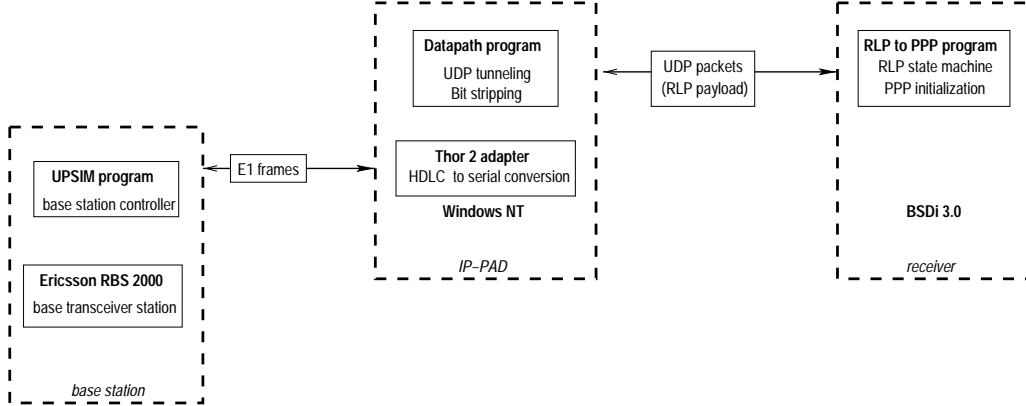 UPSIM program
base station controller
Ericsson RBS 2000
base transceiver station
base station
E1 frames
Datapath program
UDP tunneling
Bit stripping
Thor 2 adapter
HDLC to serial conversion
Windows NT
IP–PAD
UDP packets
(RLP payload)
RLP to PPP program
RLP state machine
PPP initialization
BSDi 3.0
receiver